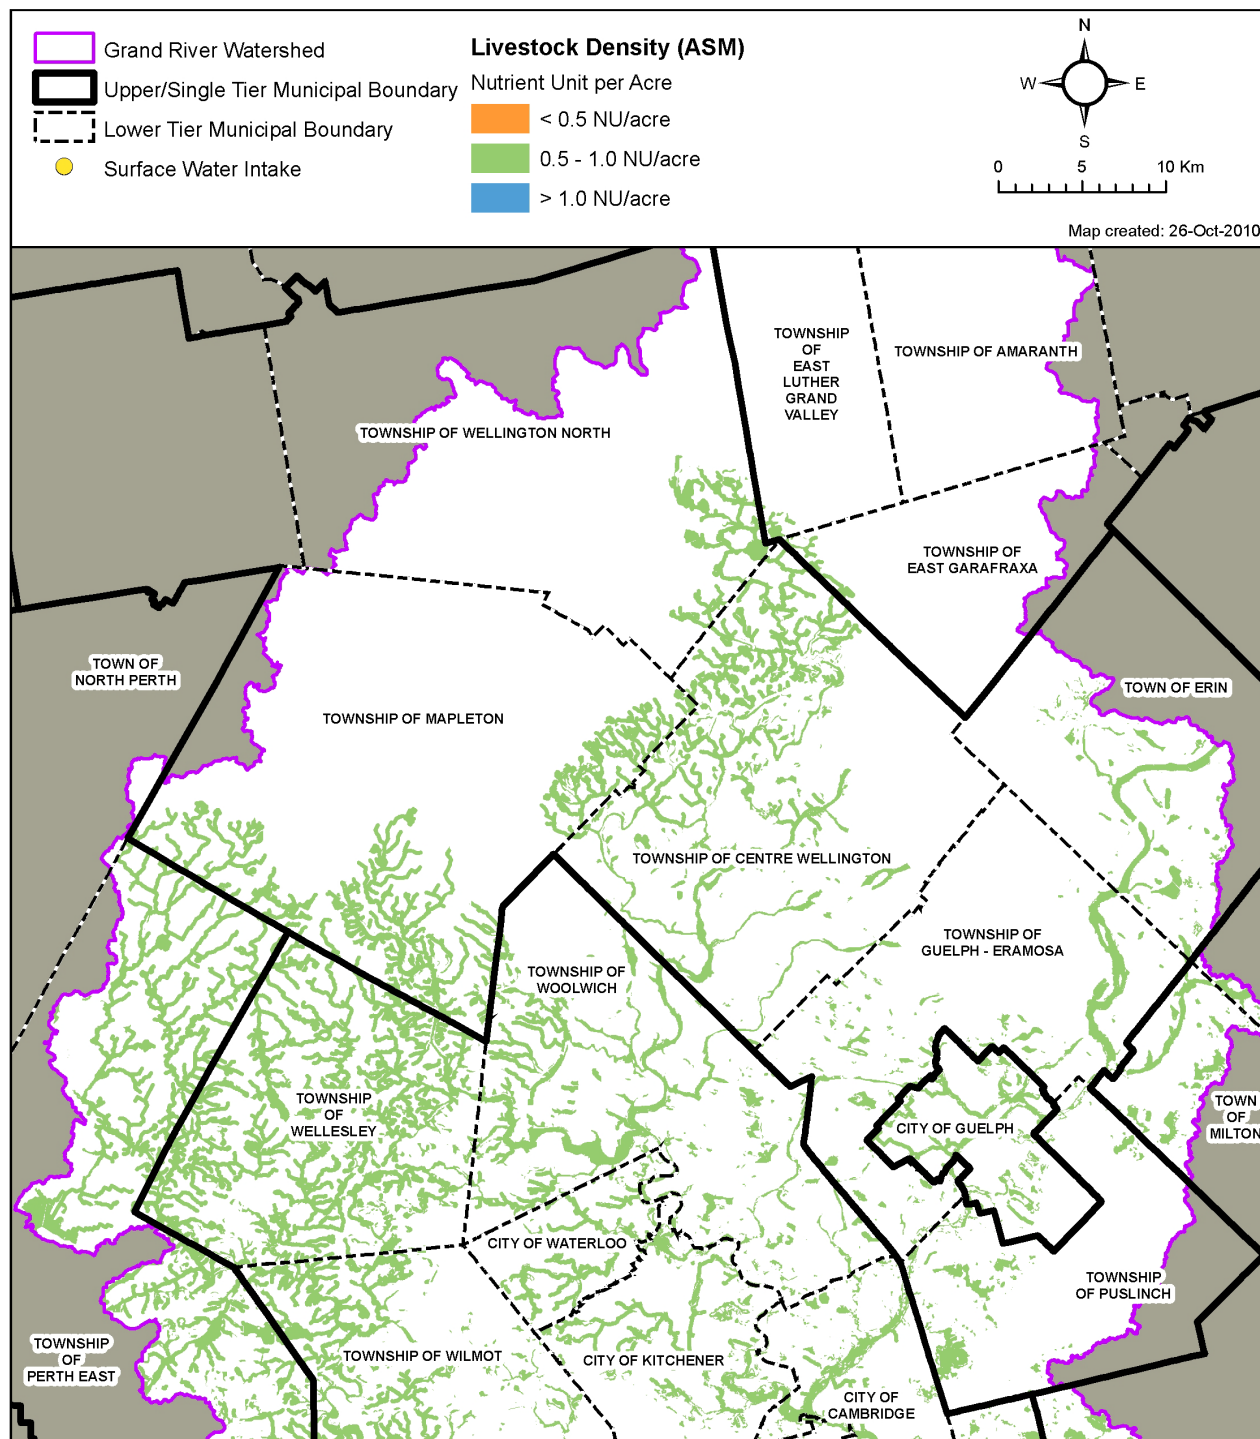 Grand River Watershed
Upper/Single Tier Municipal Boundary
Lower Tier Municipal Boundary
Surface Water Intake
Livestock Density (ASM)
Nutrient Unit per Acre
< 0.5 NU/acre
0.5 - 1.0 NU/acre
> 1.0 NU/acre
N
W
E
S
0 5 10 Km
Map created: 26-Oct-2010
TOWNSHIP
OF
EAST
LUTHER
GRAND
VALLEY
TOWNSHIP OF AMARANTH
TOWNSHIP OF WELLINGTON NORTH
TOWNSHIP OF
EAST GARAFRAXA
TOWN OF
NORTH PERTH
TOWN OF ERIN
TOWNSHIP OF MAPLETON
TOWNSHIP OF CENTRE WELLINGTON
TOWNSHIP OF
GUELPH - ERAMOSA
TOWNSHIP OF
WOOLWICH
TOWNSHIP
OF
WELLESLEY
CITY OF GUELPH
TOWN
OF
MILTON
CITY OF WATERLOO
TOWNSHIP
OF PUSLINCH
TOWNSHIP
OF
PERTH EAST
TOWNSHIP OF WILMOT
CITY OF KITCHENER
CITY OF
CAMBRIDGE